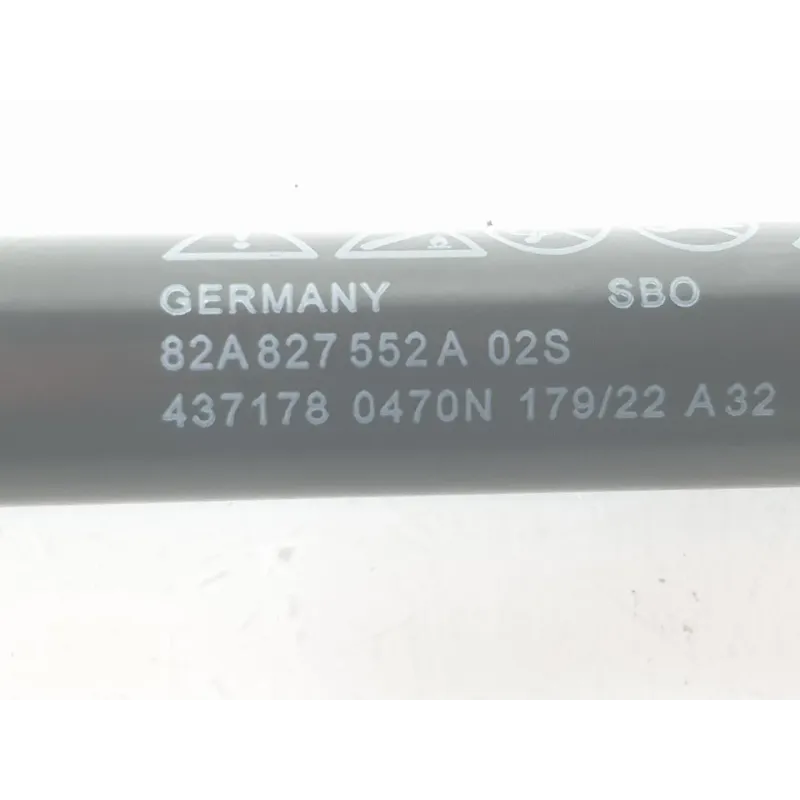 GERMANY SBO
82A 827 552 A 02S
437178 0470N 179/22 A32